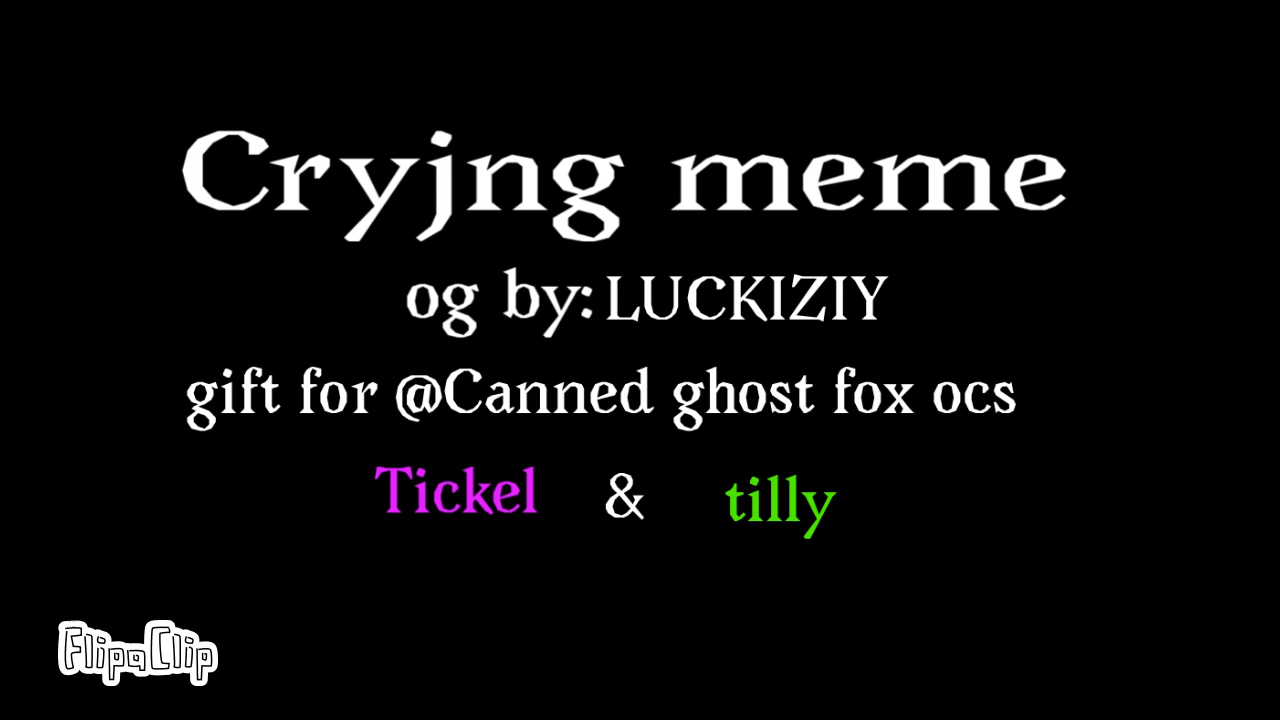 Cryjng meme
og by: LUCKIZIY
gift for @Canned ghost fox ocs
Tickel & tilly
FlipaClip